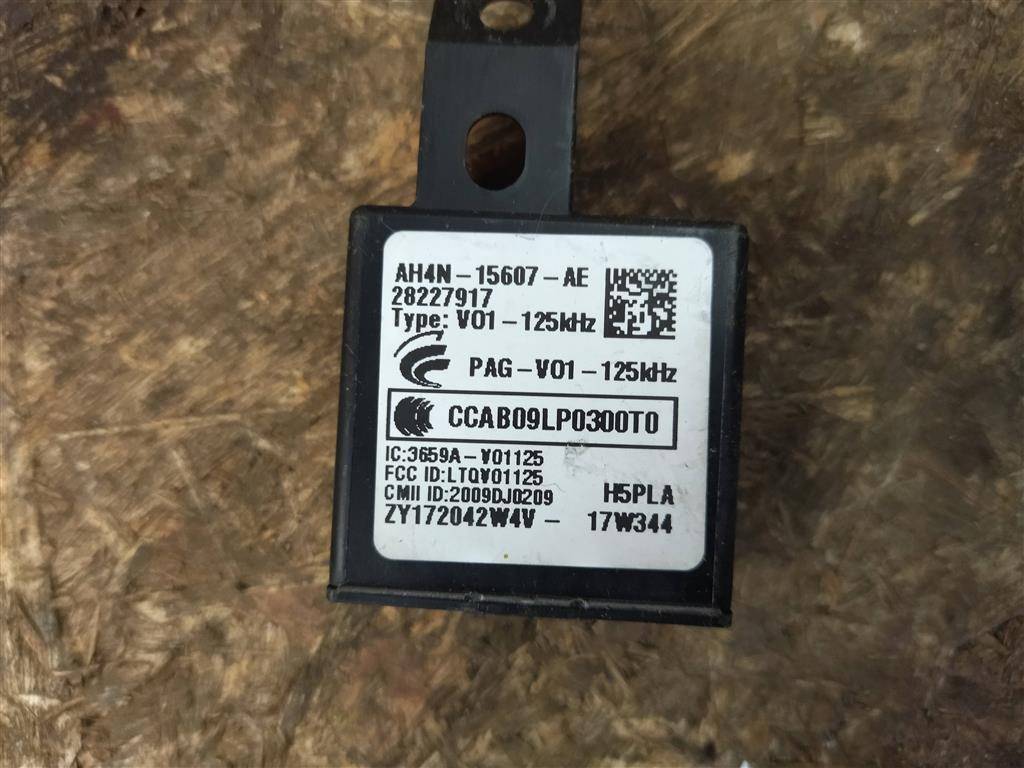 AH4N-15607-AE
28227917
Type: V01-125kHz
PAG-V01-125kHz
CCAB09LP0300T0
IC:3659A-V01125
FCC ID:LTQV01125
CMII ID:2009DJ0209
H5PLA
ZY172042W4V- 17W344